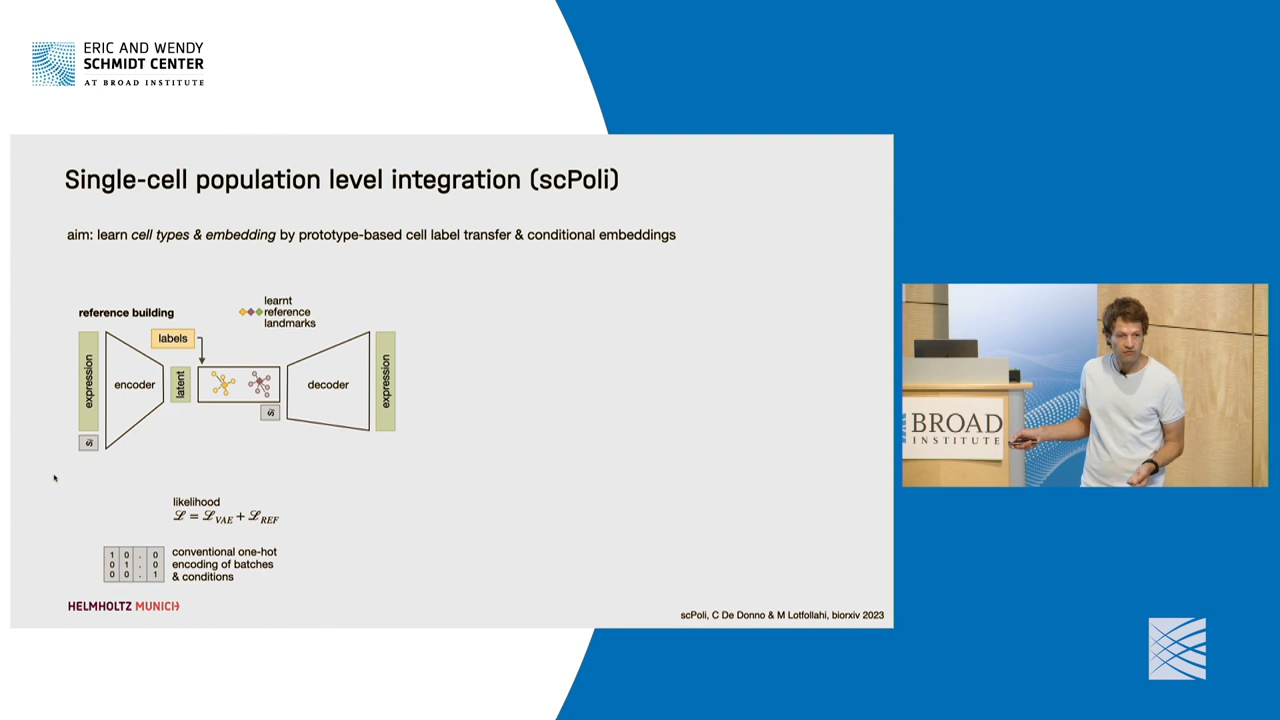 ERIC AND WENDY
SCHMIDT CENTER
AT BROAD INSTITUTE
Single-cell population level integration (scPoli)
aim: learn cell types & embedding by prototype-based cell label transfer & conditional embeddings
reference building
learnt
reference
landmarks
labels
expression
encoder
latent
decoder
expression
likelihood
ℒ = ℒVAE + ℒREF
1 0 . 0
0 1 . 0
0 0 . 1
conventional one-hot
encoding of batches
& conditions
HELMHOLTZ MUNICH
scPoli, C De Donno & M Lotfollahi, biorxiv 2023
BROAD
INSTITUTE